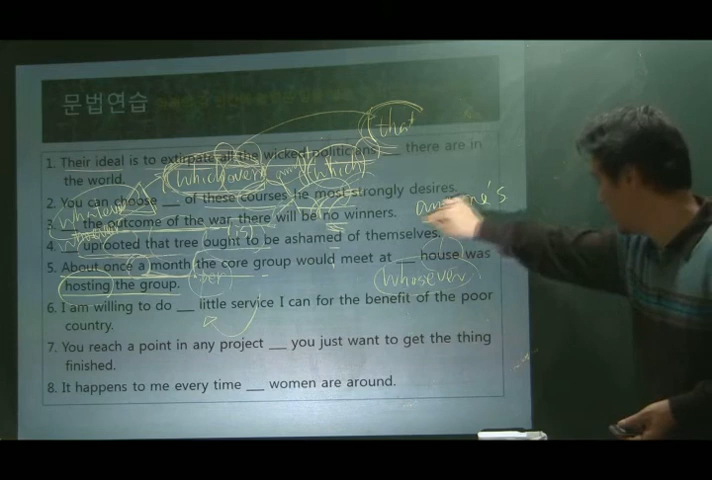 문법연습
that
1. Their ideal is to extirpate all the wicked politicians ___ there are in
the world.
(whichever) any (which)
2. You can choose ___ of these courses he most strongly desires.
whatever
3. ___ the outcome of the war, there will be no winners.
whoever (is)
4. ___ uprooted that tree ought to be ashamed of themselves.
5. About once a month the core group would meet at ___ house was
hosting the group. per (whosever)
6. I am willing to do ___ little service I can for the benefit of the poor
country.
7. You reach a point in any project ___ you just want to get the thing
finished.
8. It happens to me every time ___ women are around.